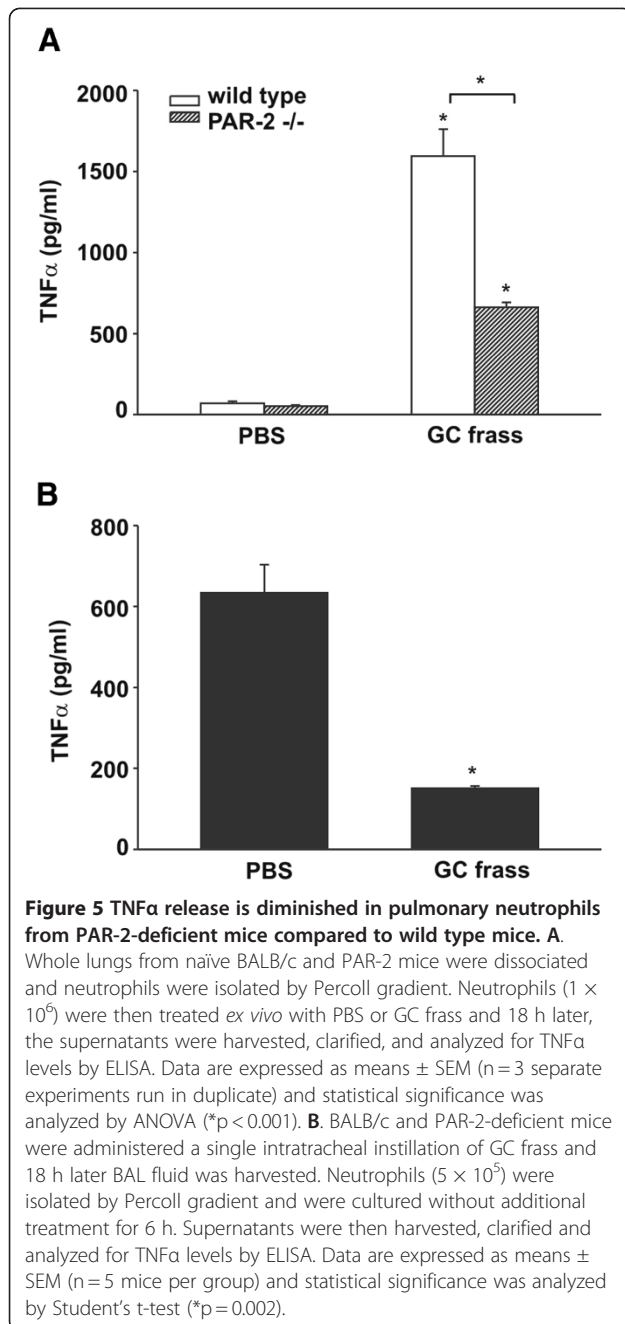 A
*
2000
wild type
PAR-2 -/-
*
1500
1000
*
500
0
TNFα (pg/ml)
PBS
GC frass
B
800
600
400
200
*
0
TNFα (pg/ml)
PBS
GC frass
Figure 5 TNFα release is diminished in pulmonary neutrophils
from PAR-2-deficient mice compared to wild type mice. A.
Whole lungs from naïve BALB/c and PAR-2 mice were dissociated
and neutrophils were isolated by Percoll gradient. Neutrophils (1 ×
10⁶) were then treated ex vivo with PBS or GC frass and 18 h later,
the supernatants were harvested, clarified, and analyzed for TNFα
levels by ELISA. Data are expressed as means ± SEM (n = 3 separate
experiments run in duplicate) and statistical significance was
analyzed by ANOVA (*p < 0.001). B. BALB/c and PAR-2-deficient mice
were administered a single intratracheal instillation of GC frass and
18 h later BAL fluid was harvested. Neutrophils (5 × 10⁵) were
isolated by Percoll gradient and were cultured without additional
treatment for 6 h. Supernatants were then harvested, clarified and
analyzed for TNFα levels by ELISA. Data are expressed as means ±
SEM (n = 5 mice per group) and statistical significance was analyzed
by Student's t-test (*p = 0.002).